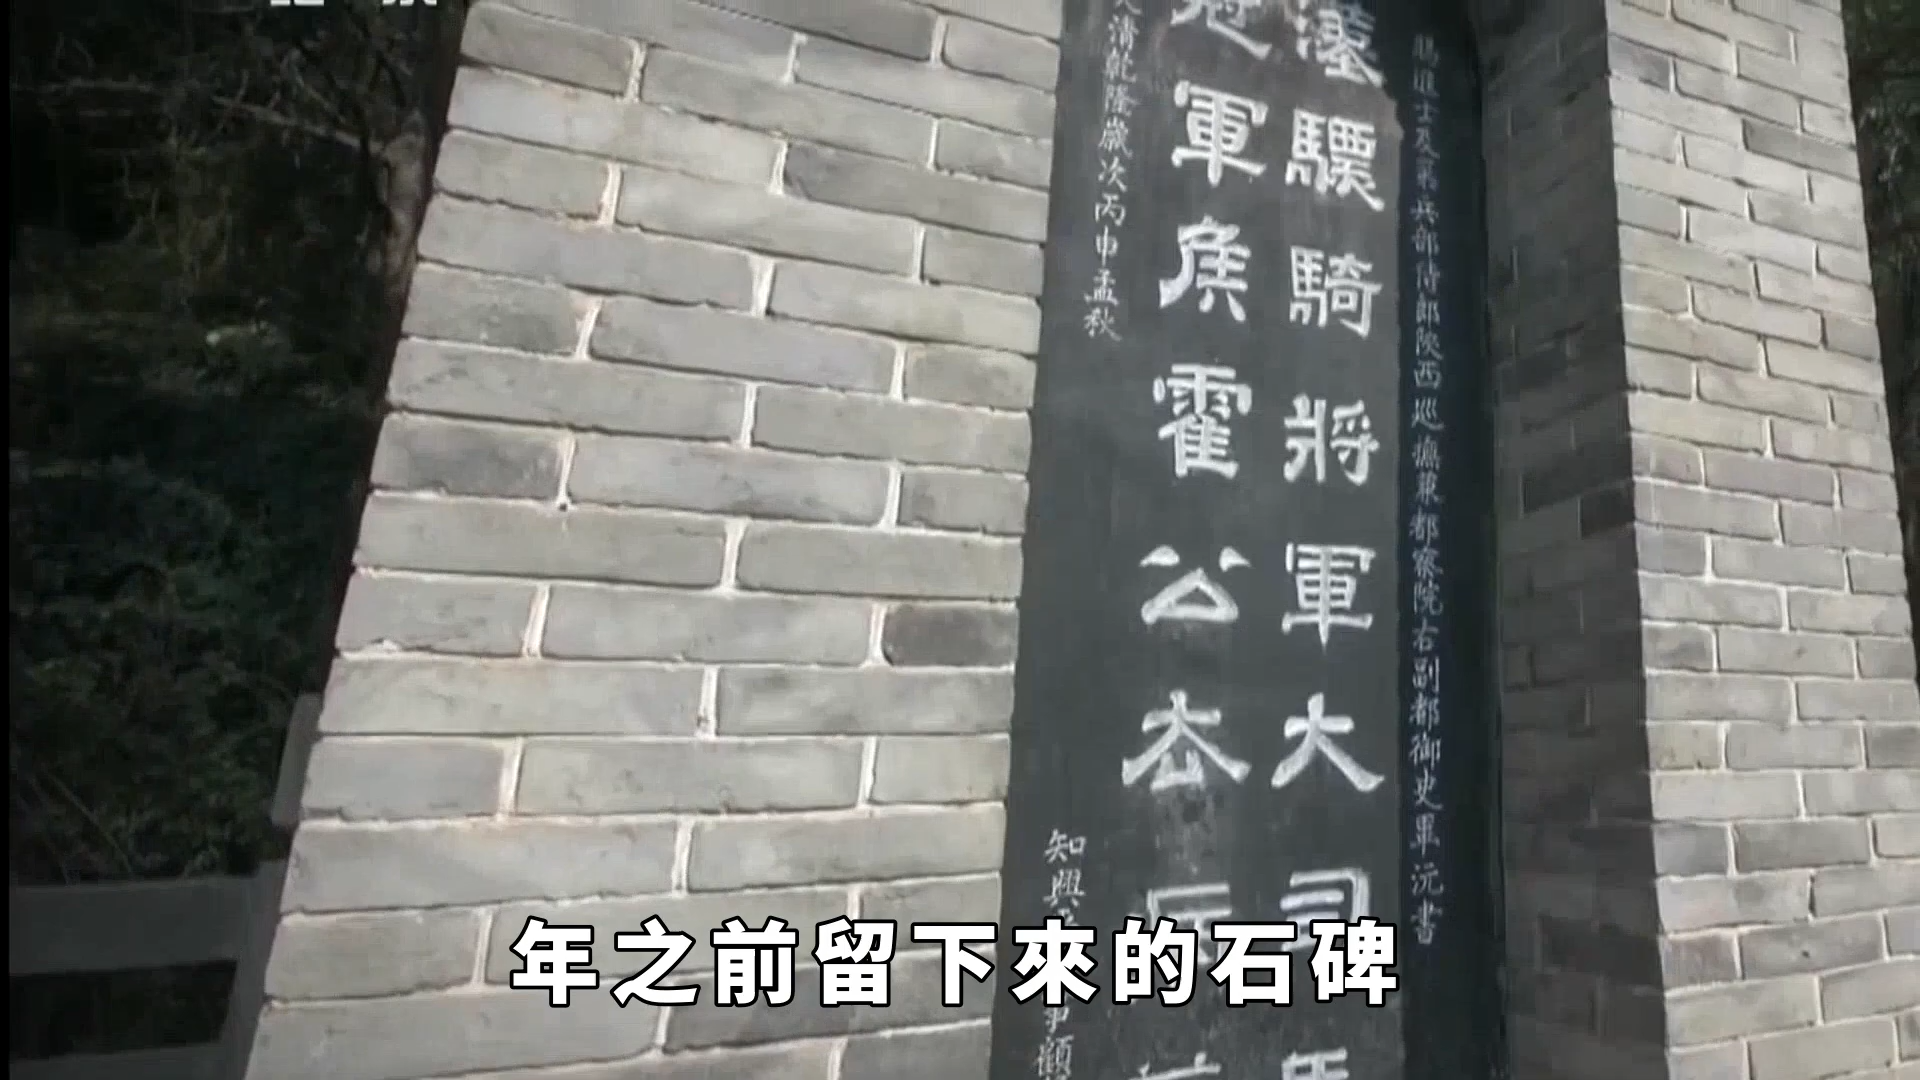 賜進士及第兵部侍郎陝西巡撫兼都察院右副都御史畢沅書
漢驃騎將軍大司
冠軍侯霍公去
清乾隆歲次丙申孟秋
知興
年之前留下來的石碑